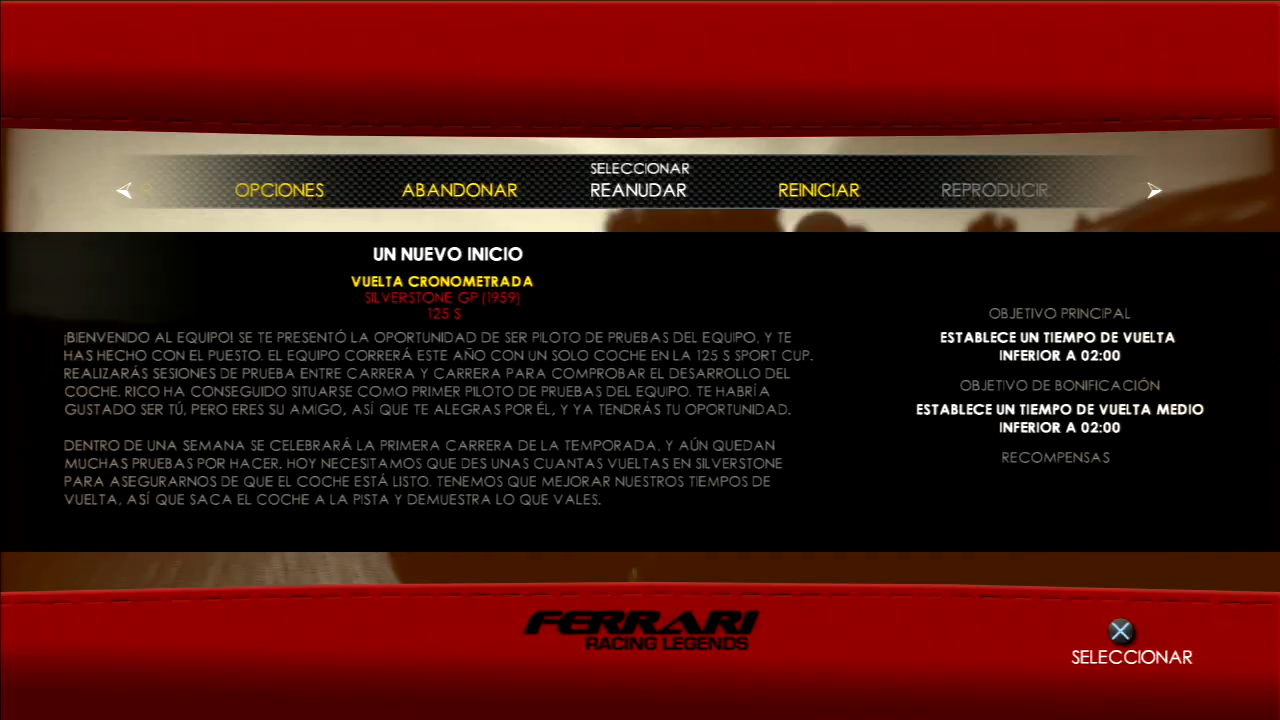 SELECCIONAR
OPCIONES ABANDONAR REANUDAR REINICIAR REPRODUCIR
UN NUEVO INICIO
VUELTA CRONOMETRADA
SILVERSTONE GP (1959)
125 S
¡BIENVENIDO AL EQUIPO! SE TE PRESENTÓ LA OPORTUNIDAD DE SER PILOTO DE PRUEBAS DEL EQUIPO, Y TE
HAS HECHO CON EL PUESTO. EL EQUIPO CORRERÁ ESTE AÑO CON UN SOLO COCHE EN LA 125 S SPORT CUP.
REALIZARÁS SESIONES DE PRUEBA ENTRE CARRERA Y CARRERA PARA COMPROBAR EL DESARROLLO DEL
COCHE. RICO HA CONSEGUIDO SITUARSE COMO PRIMER PILOTO DE PRUEBAS DEL EQUIPO. TE HABRÍA
GUSTADO SER TÚ, PERO ERES SU AMIGO, ASÍ QUE TE ALEGRAS POR ÉL, Y YA TENDRÁS TU OPORTUNIDAD.
DENTRO DE UNA SEMANA SE CELEBRARÁ LA PRIMERA CARRERA DE LA TEMPORADA, Y AÚN QUEDAN
MUCHAS PRUEBAS POR HACER. HOY NECESITAMOS QUE DES UNAS CUANTAS VUELTAS EN SILVERSTONE
PARA ASEGURARNOS DE QUE EL COCHE ESTÁ LISTO. TENEMOS QUE MEJORAR NUESTROS TIEMPOS DE
VUELTA, ASÍ QUE SACA EL COCHE A LA PISTA Y DEMUESTRA LO QUE VALES.
OBJETIVO PRINCIPAL
ESTABLECE UN TIEMPO DE VUELTA
INFERIOR A 02:00
OBJETIVO DE BONIFICACIÓN
ESTABLECE UN TIEMPO DE VUELTA MEDIO
INFERIOR A 02:00
RECOMPENSAS
FERRARI
RACING LEGENDS
SELECCIONAR